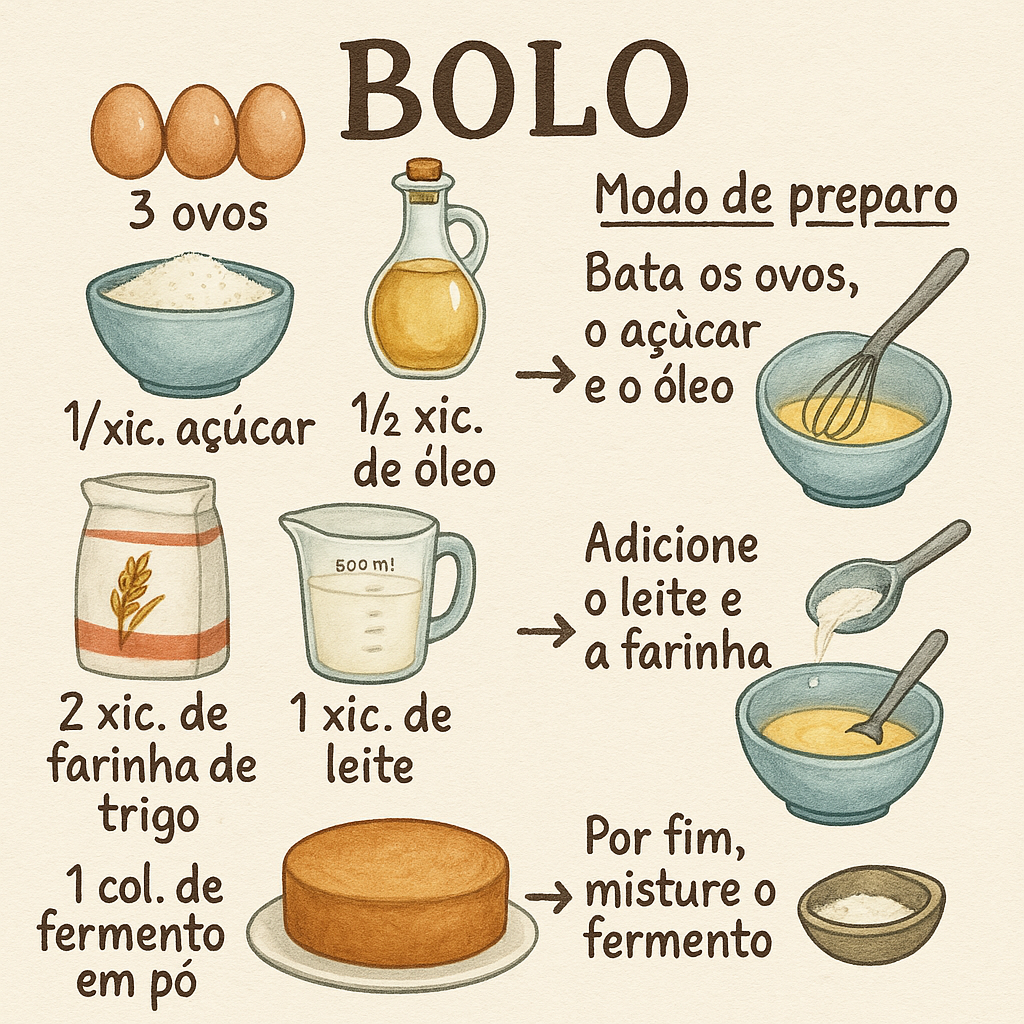 BOLO
3 ovos
1/xic. açúcar
1/2 xic.
de óleo
500 m!
2 xic. de
farinha de
trigo
1 xic. de
leite
1 col. de
fermento
em pó
Modo de preparo
Bata os ovos,
o açùcar
e o óleo
Adicione
o leite e
a farinha
Por fim,
misture o
fermento